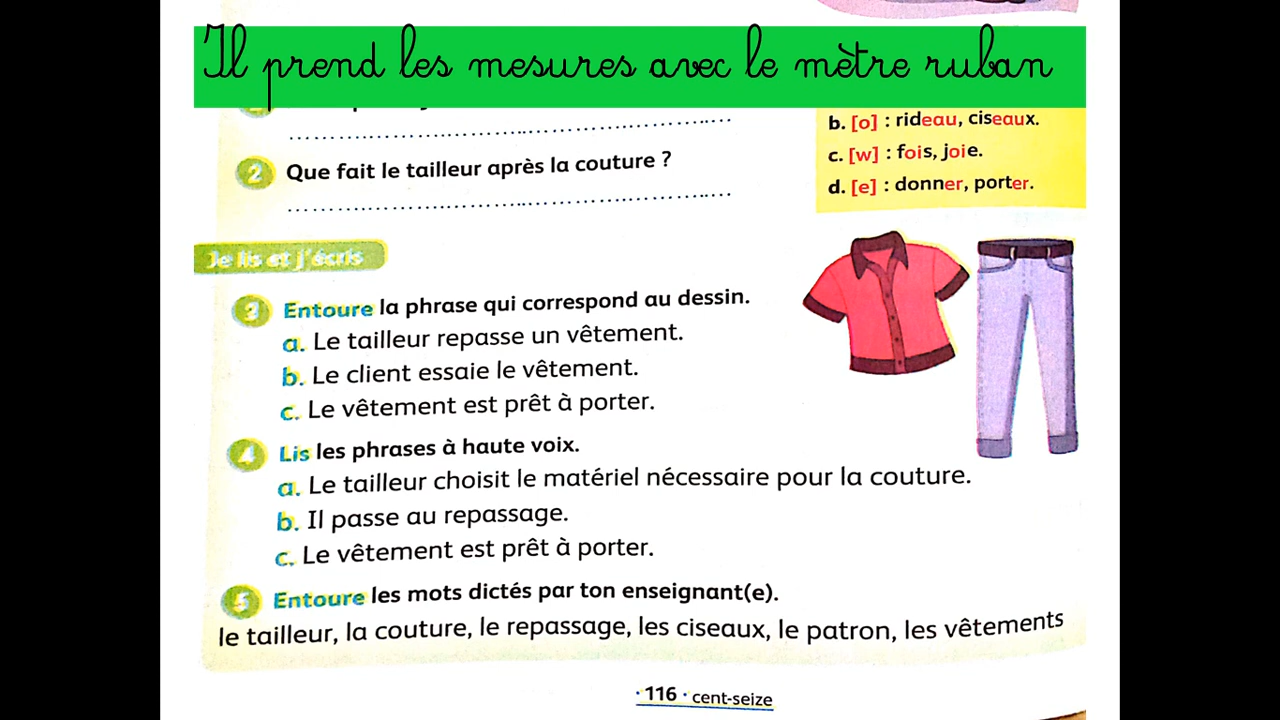 Il prend les mesures avec le mètre ruban
b. [o] : rideau, ciseaux.
c. [w] : fois, joie.
d. [e] : donner, porter.
2 Que fait le tailleur après la couture ?
Je lis et j'écris
3 Entoure la phrase qui correspond au dessin.
a. Le tailleur repasse un vêtement.
b. Le client essaie le vêtement.
c. Le vêtement est prêt à porter.
4 Lis les phrases à haute voix.
a. Le tailleur choisit le matériel nécessaire pour la couture.
b. Il passe au repassage.
c. Le vêtement est prêt à porter.
5 Entoure les mots dictés par ton enseignant(e).
le tailleur, la couture, le repassage, les ciseaux, le patron, les vêtements
· 116 · cent-seize